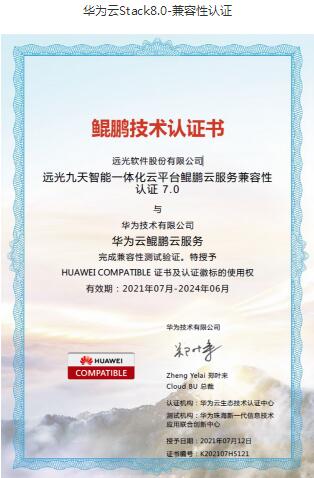 华为云Stack8.0-兼容性认证
鲲鹏技术认证书
远光软件股份有限公司
远光九天智能一体化云平台鲲鹏云服务兼容性
认证 7.0
与
华为技术有限公司
华为云鲲鹏云服务
完成兼容性测试验证。特授予
HUAWEI COMPATIBLE 证书及认证徽标的使用权
有效期：2021年07月-2024年06月
华为技术有限公司
郑叶来
HUAWEI
COMPATIBLE
Zheng Yelai 郑叶来
Cloud BU 总裁
认证机构：华为云生态技术认证中心
测试机构：华为珠海新一代信息技术
应用联合创新中心
授予日期：2021年07月12日
证书编号：K202107H5121